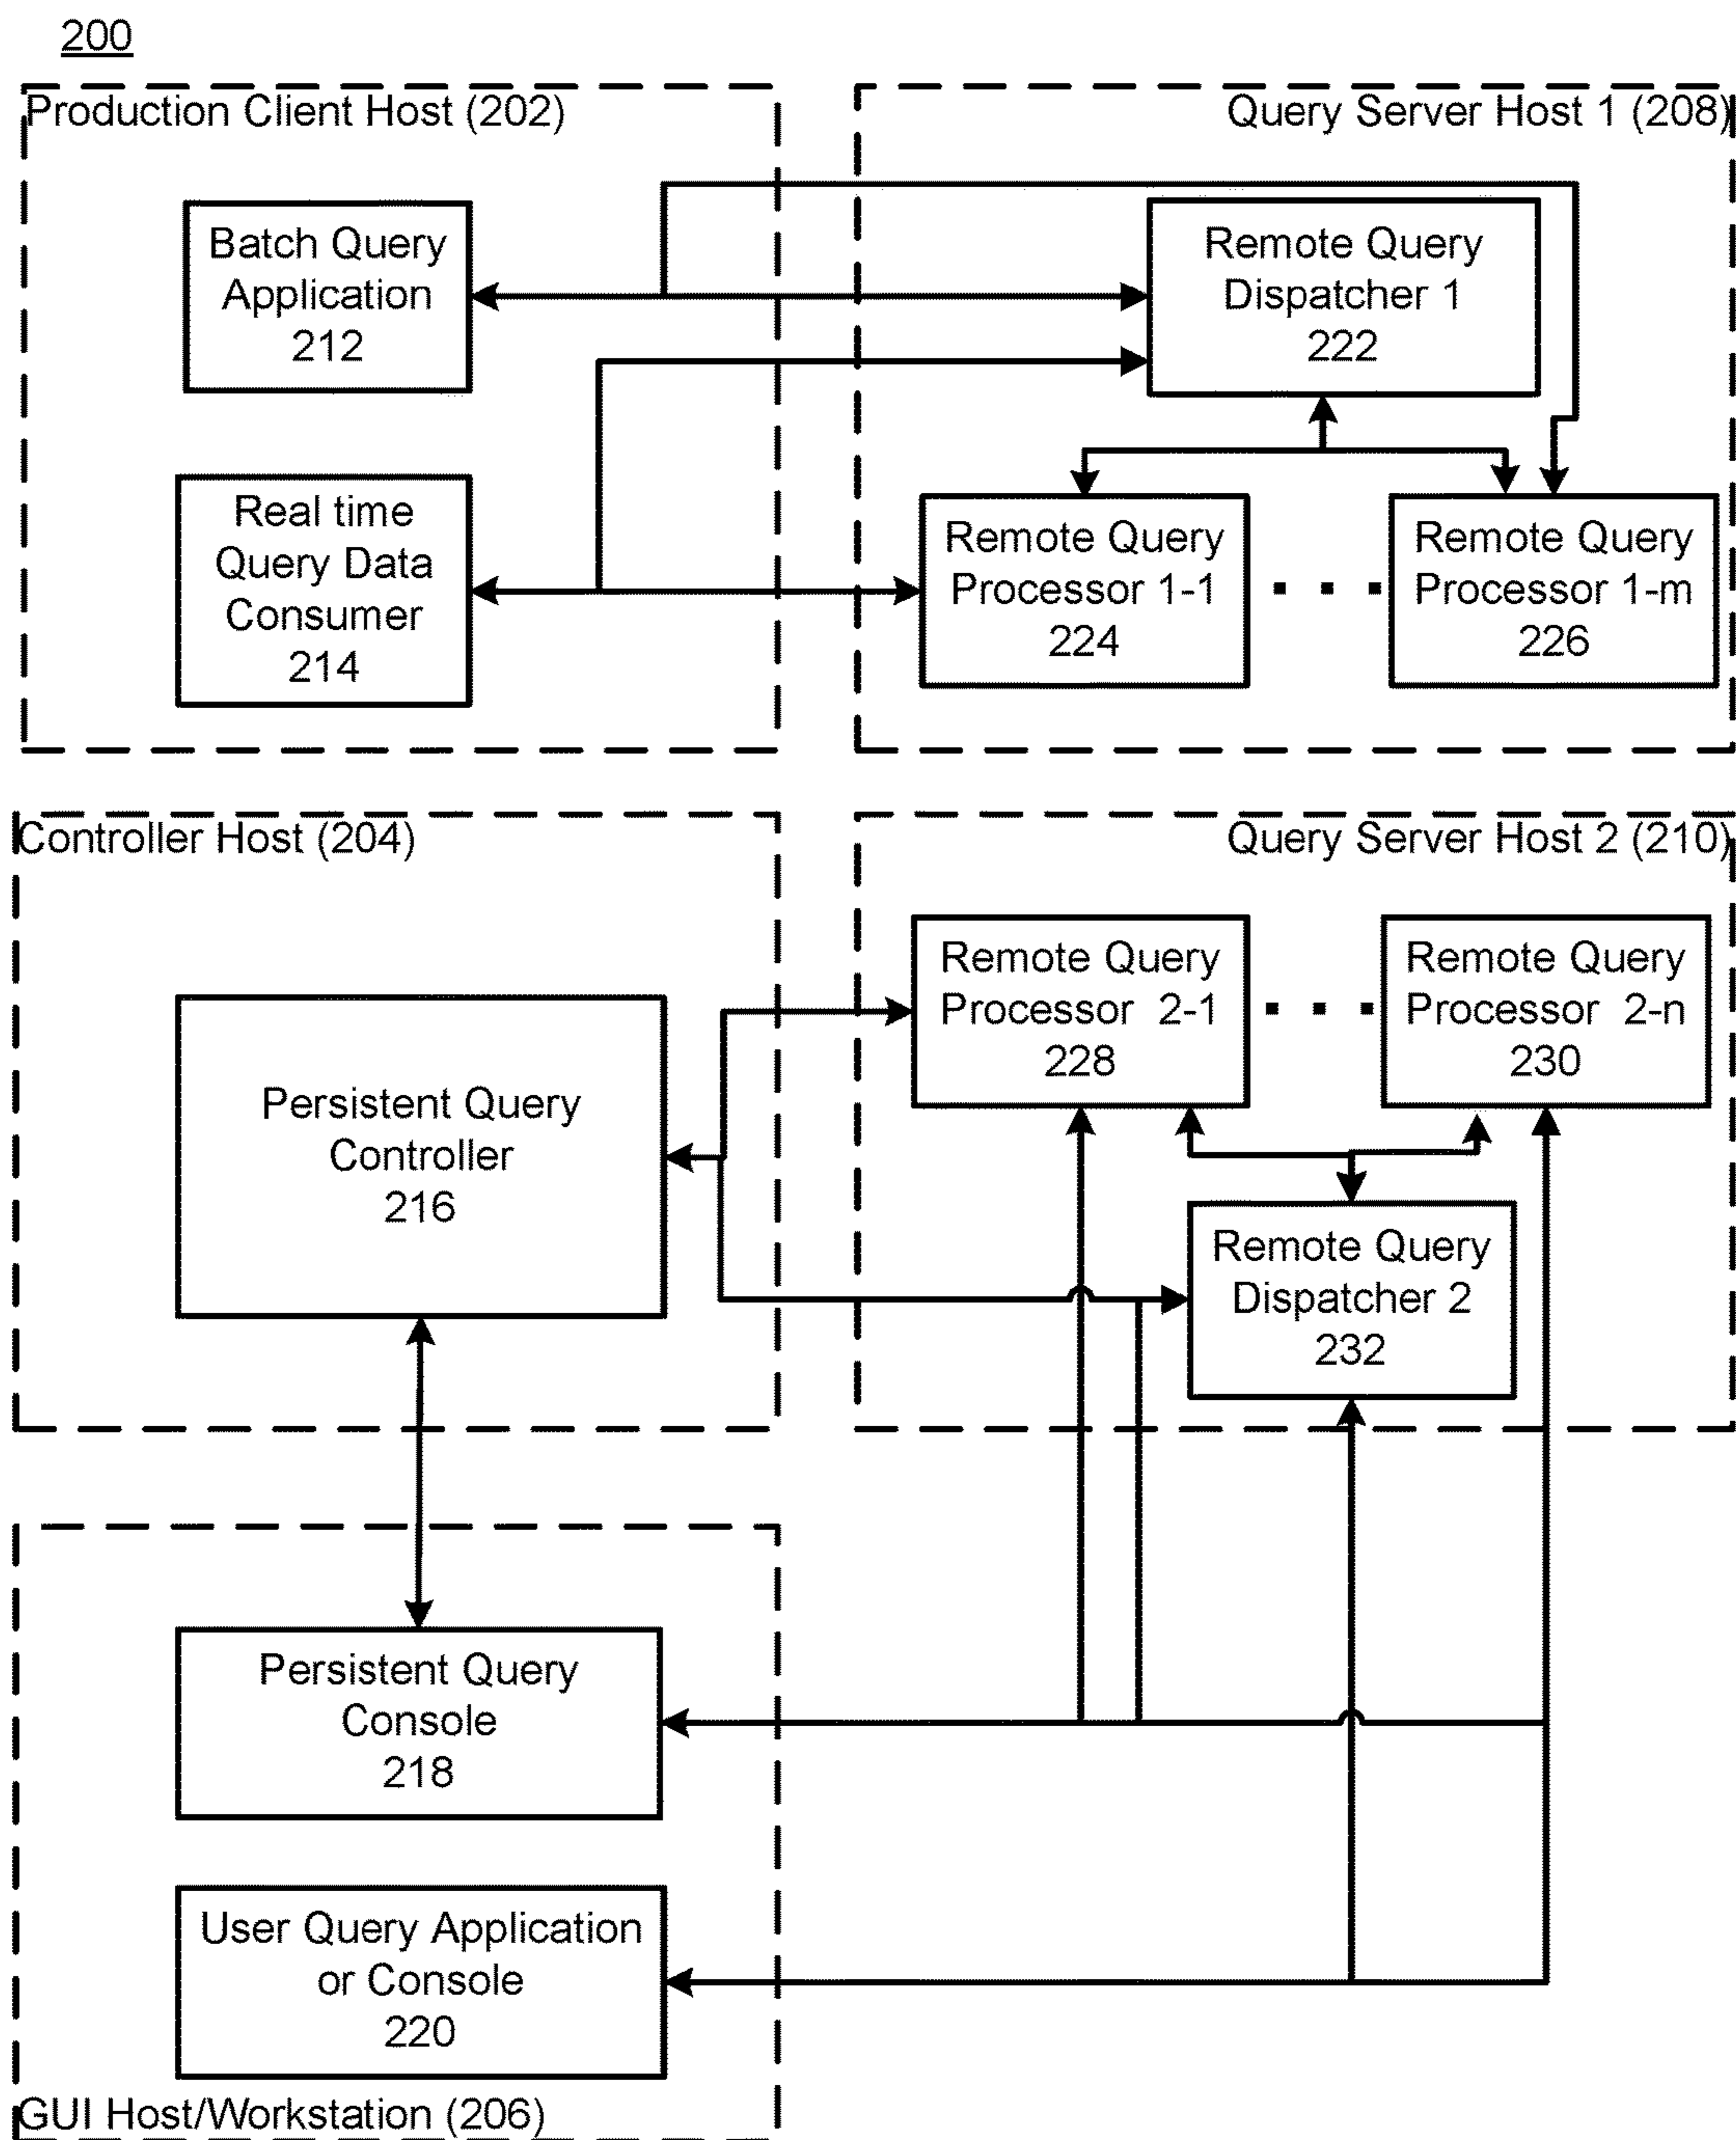 200
Production Client Host (202)
Query Server Host 1 (208)
Batch Query
Application
212
Remote Query
Dispatcher 1
222
Real time
Query Data
Consumer
214
Remote Query
Processor 1-1
224
Remote Query
Processor 1-m
226
Controller Host (204)
Query Server Host 2 (210)
Persistent Query
Controller
216
Remote Query
Processor 2-1
228
Remote Query
Processor 2-n
230
Remote Query
Dispatcher 2
232
Persistent Query
Console
218
User Query Application
or Console
220
GUI Host/Workstation (206)